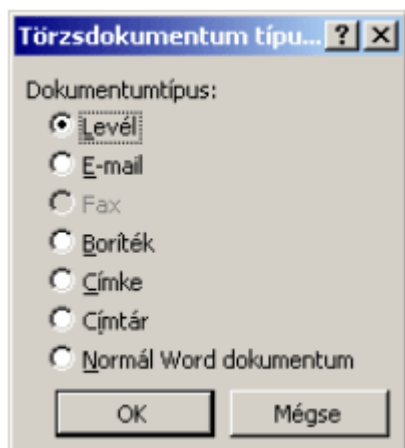 Törzsdokumentum típu...
Dokumentumtípus:
Levél
E-mail
Fax
Boríték
Címke
Címtár
Normál Word dokumentum
OK Mégse